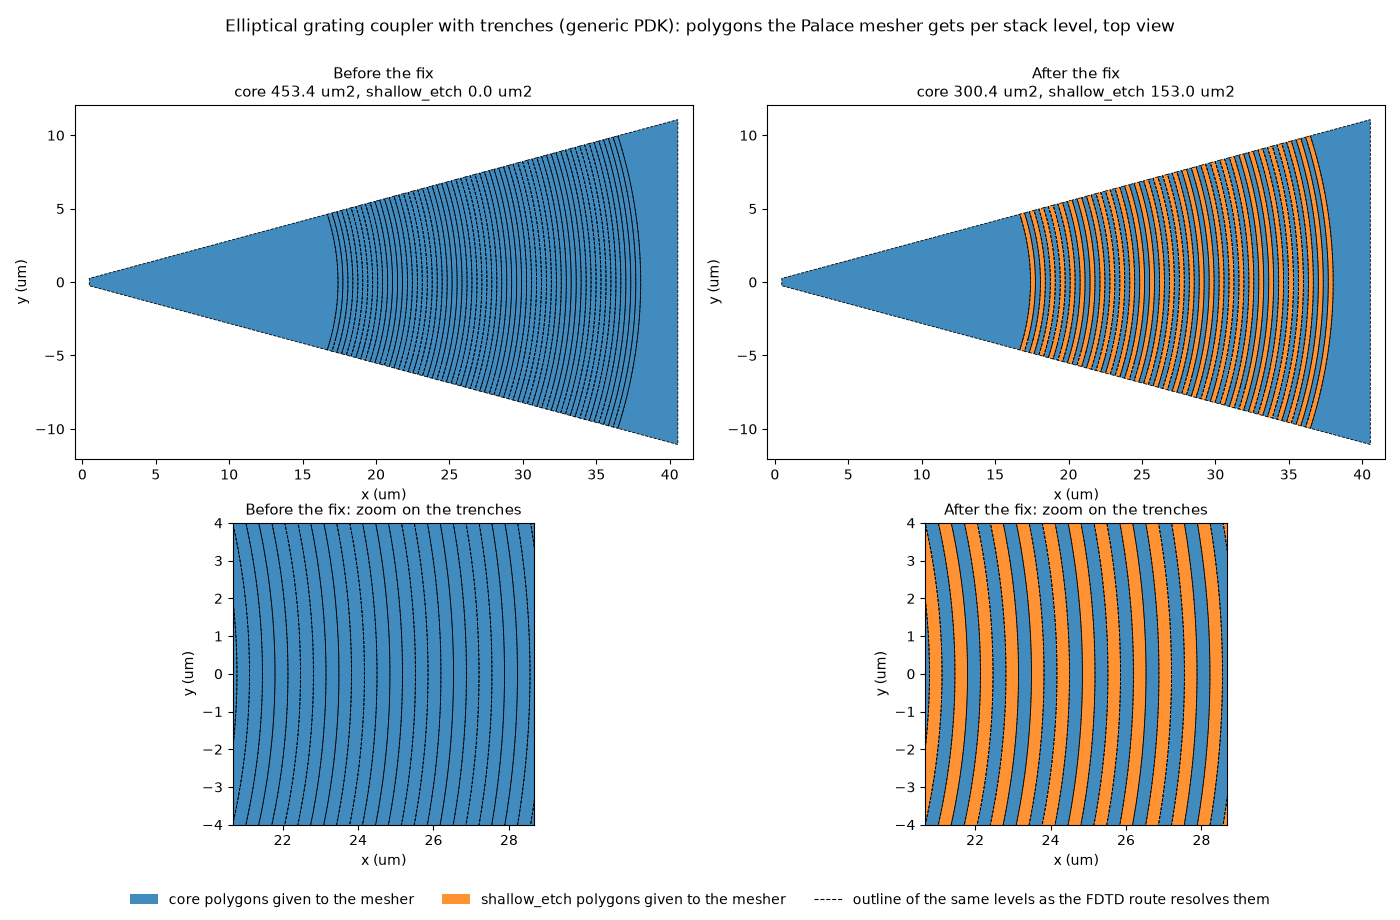 Elliptical grating coupler with trenches (generic PDK): polygons the Palace mesher gets per stack level, top view
Before the fix
core 453.4 um2, shallow_etch 0.0 um2
10
5
0
−5
−10
y (um)
0 5 10 15 20 25 30 35 40
x (um)
After the fix
core 300.4 um2, shallow_etch 153.0 um2
10
5
0
−5
−10
y (um)
0 5 10 15 20 25 30 35 40
x (um)
Before the fix: zoom on the trenches
4
3
2
1
0
−1
−2
−3
−4
y (um)
22 24 26 28
x (um)
After the fix: zoom on the trenches
4
3
2
1
0
−1
−2
−3
−4
y (um)
22 24 26 28
x (um)
core polygons given to the mesher
shallow_etch polygons given to the mesher
outline of the same levels as the FDTD route resolves them